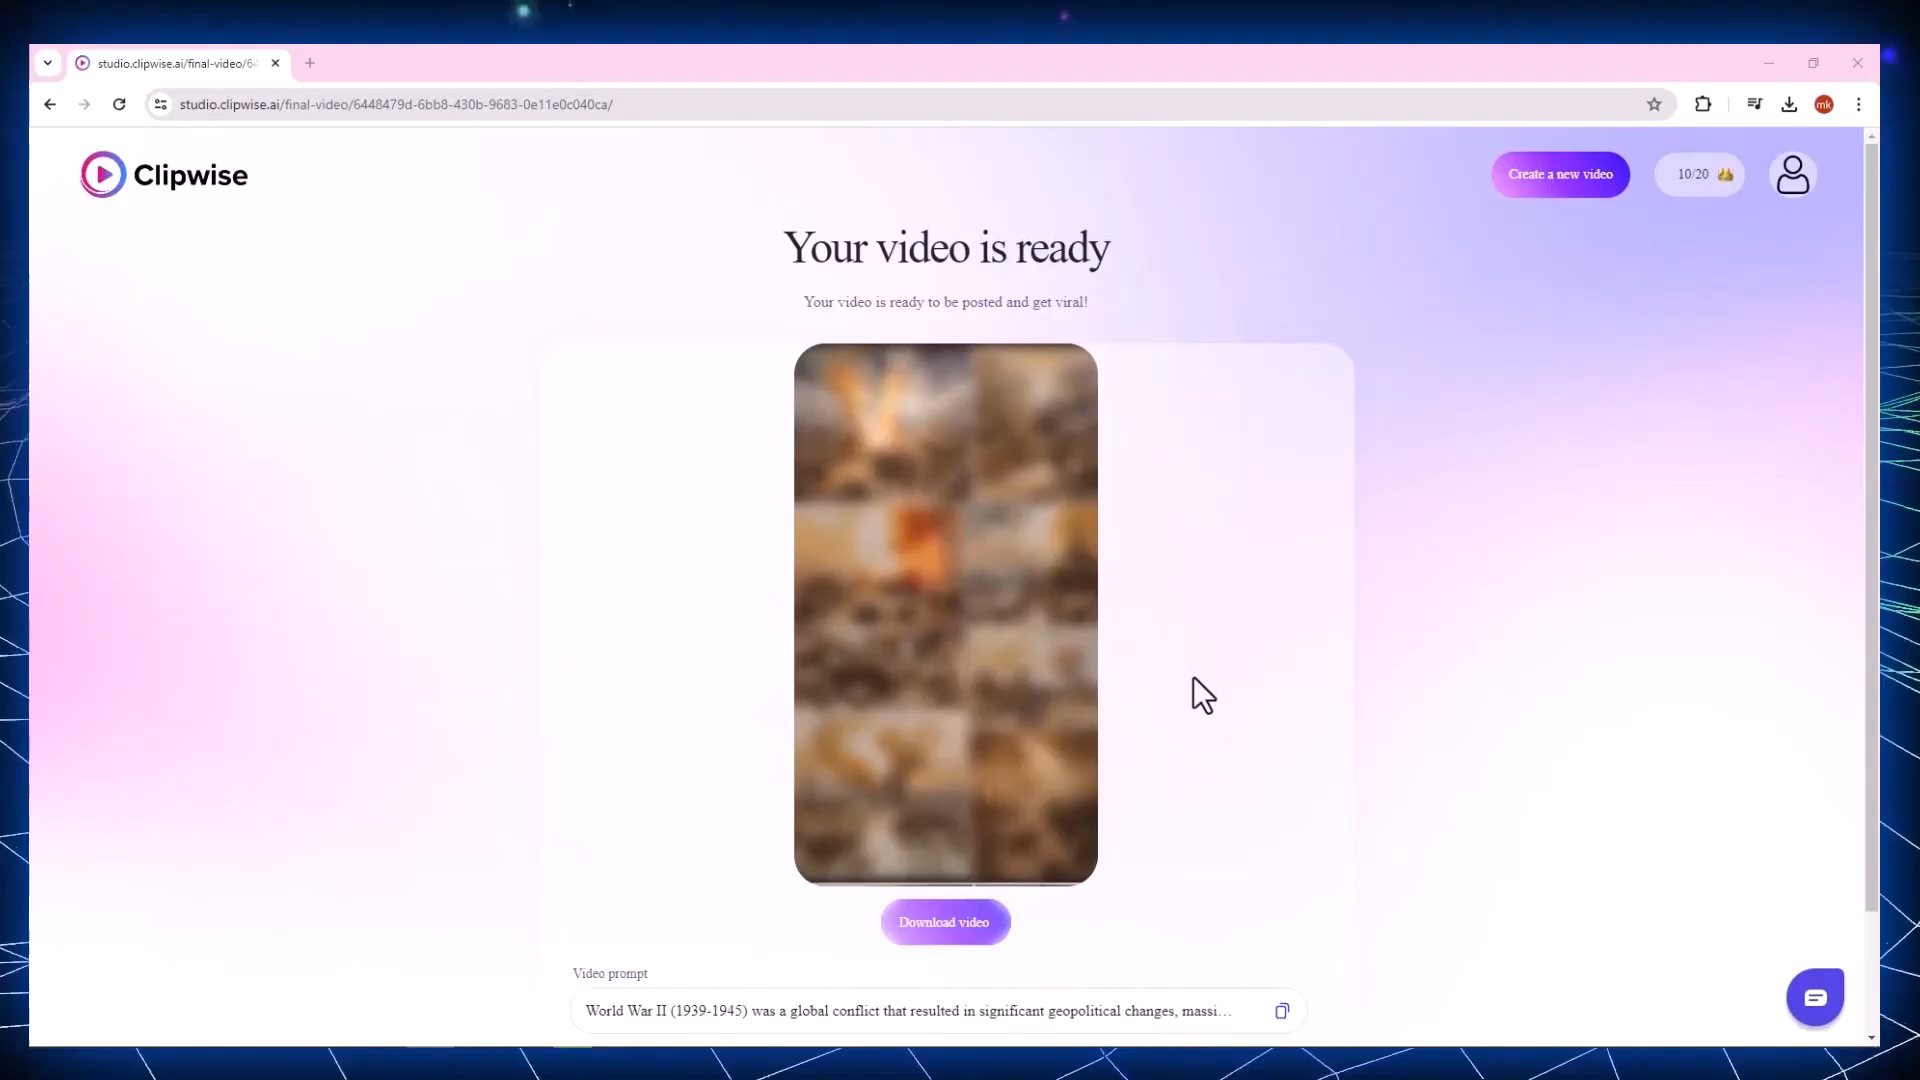 studio.clipwise.ai/final-video/64
studio.clipwise.ai/final-video/6448479d-6bb8-430b-9683-0e11e0c040ca/
mk
Clipwise
Create a new video
10/20
Your video is ready
Your video is ready to be posted and get viral!
Download video
Video prompt
World War II (1939-1945) was a global conflict that resulted in significant geopolitical changes, massi...